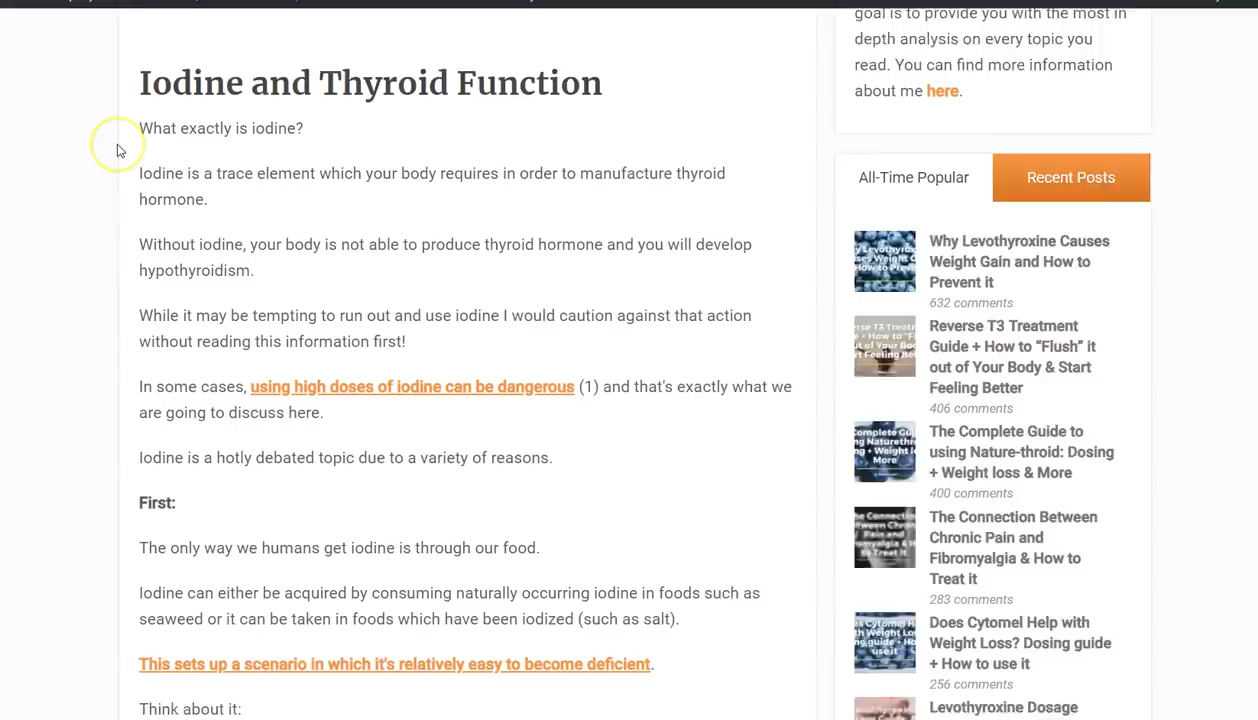 Iodine and Thyroid Function
What exactly is iodine?
Iodine is a trace element which your body requires in order to manufacture thyroid
hormone.
Without iodine, your body is not able to produce thyroid hormone and you will develop
hypothyroidism.
While it may be tempting to run out and use iodine I would caution against that action
without reading this information first!
In some cases, using high doses of iodine can be dangerous (1) and that's exactly what we
are going to discuss here.
Iodine is a hotly debated topic due to a variety of reasons.
First:
The only way we humans get iodine is through our food.
Iodine can either be acquired by consuming naturally occurring iodine in foods such as
seaweed or it can be taken in foods which have been iodized (such as salt).
This sets up a scenario in which it's relatively easy to become deficient.
Think about it:
goal is to provide you with the most in
depth analysis on every topic you
read. You can find more information
about me here.
All-Time Popular
Recent Posts
Why Levothyroxine Causes
Weight Gain and How to
Prevent it
632 comments
Reverse T3 Treatment
Guide + How to “Flush” it
out of Your Body & Start
Feeling Better
406 comments
The Complete Guide to
using Nature-throid: Dosing
+ Weight loss & More
400 comments
The Connection Between
Chronic Pain and
Fibromyalgia & How to
Treat it
283 comments
Does Cytomel Help with
Weight Loss? Dosing guide
+ How to use it
256 comments
Levothyroxine Dosage